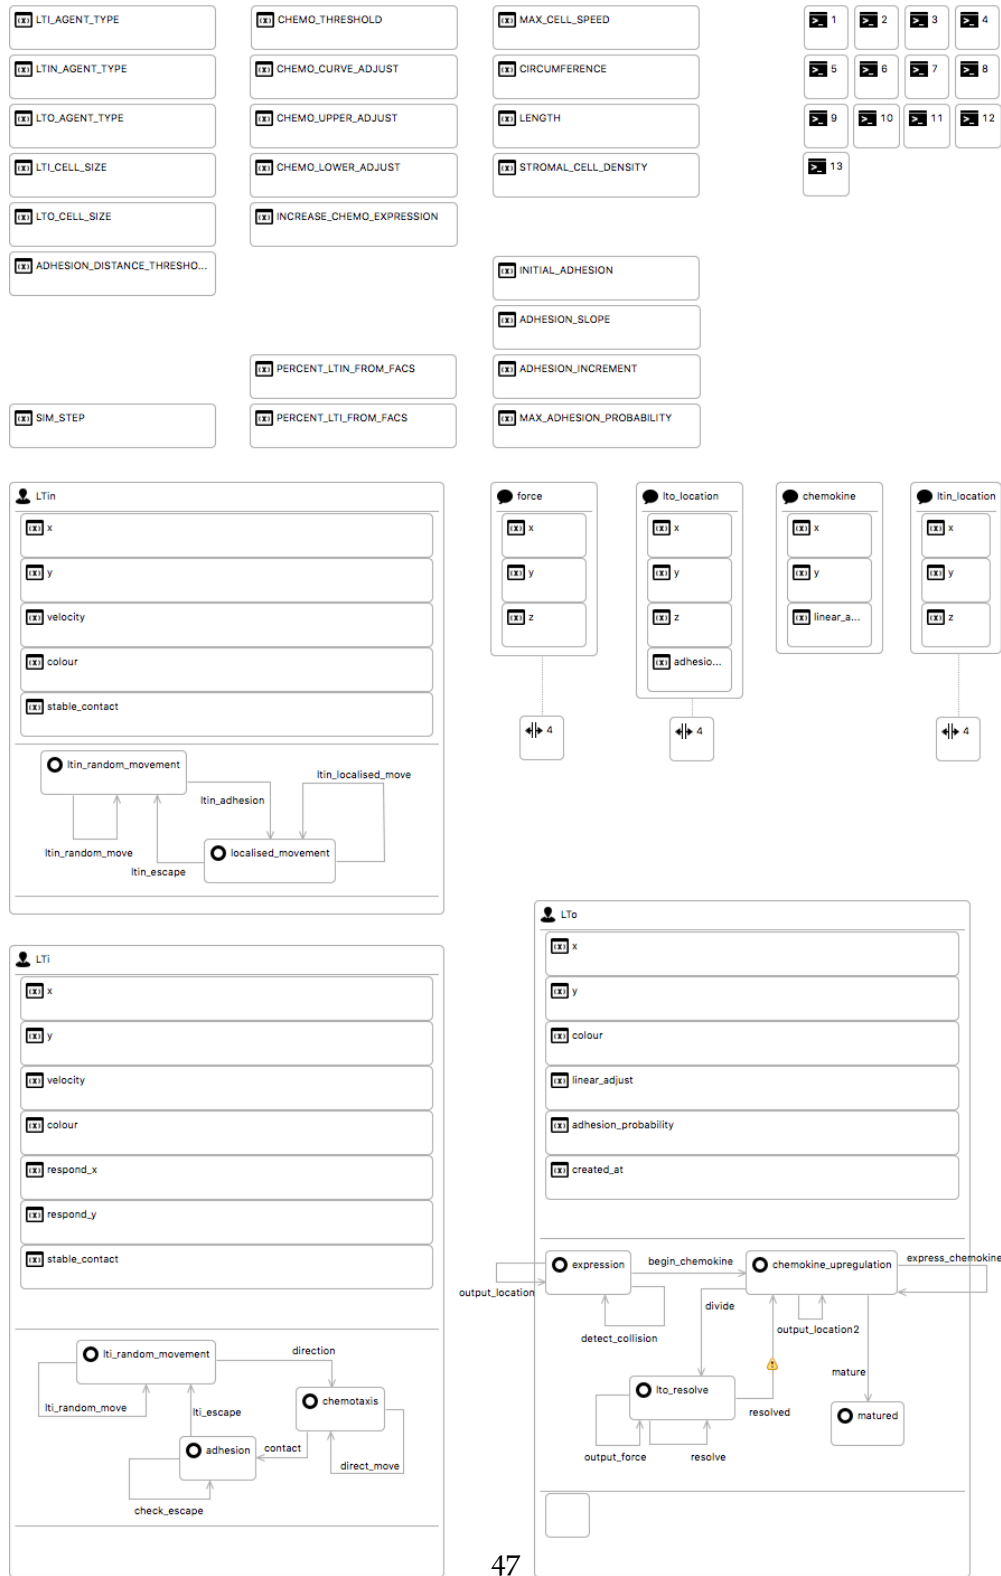 LTI_AGENT_TYPE
CHEMO_THRESHOLD
MAX_CELL_SPEED
1
2
3
4
LTIN_AGENT_TYPE
CHEMO_CURVE_ADJUST
CIRCUMFERENCE
5
6
7
8
LTO_AGENT_TYPE
CHEMO_UPPER_ADJUST
LENGTH
9
10
11
12
LTI_CELL_SIZE
CHEMO_LOWER_ADJUST
STROMAL_CELL_DENSITY
13
LTO_CELL_SIZE
INCREASE_CHEMO_EXPRESSION
ADHESION_DISTANCE_THRESHO...
INITIAL_ADHESION
ADHESION_SLOPE
PERCENT_LTIN_FROM_FACS
ADHESION_INCREMENT
SIM_STEP
PERCENT_LTI_FROM_FACS
MAX_ADHESION_PROBABILITY
LTin
x
y
velocity
colour
stable_contact
ltin_random_movement
ltin_localised_move
ltin_adhesion
ltin_random_move
localised_movement
ltin_escape
force
x
y
z
4
lto_location
x
y
z
adhesio...
4
chemokine
x
y
linear_a...
ltin_location
x
y
z
4
LTi
x
y
velocity
colour
respond_x
respond_y
stable_contact
lti_random_movement
direction
chemotaxis
lti_random_move
lti_escape
adhesion
contact
direct_move
check_escape
LTo
x
y
colour
linear_adjust
adhesion_probability
created_at
expression
begin_chemokine
chemokine_upregulation
express_chemokine
output_location
divide
detect_collision
output_location2
mature
lto_resolve
resolved
matured
output_force
resolve
47